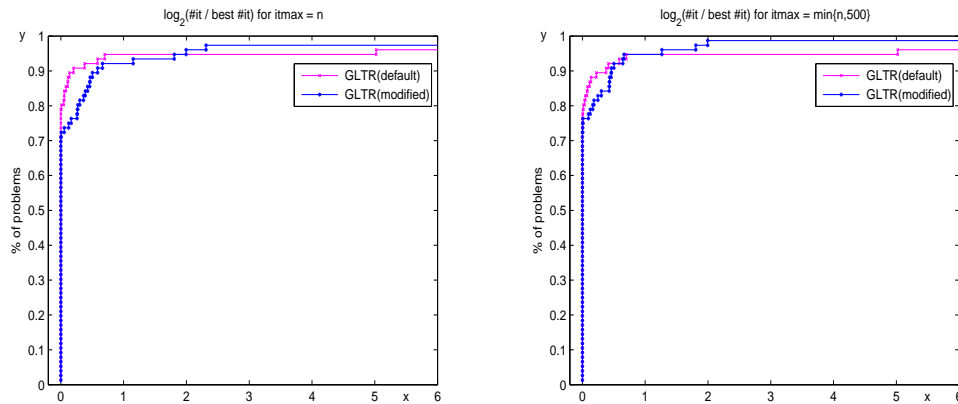 log2(#it / best #it) for itmax = n
y
1
0.9
0.8
0.7
0.6
0.5
0.4
0.3
0.2
0.1
0
% of problems
GLTR(default)
GLTR(modified)
0 1 2 3 4 5 x 6
log2(#it / best #it) for itmax = min{n,500}
y
1
0.9
0.8
0.7
0.6
0.5
0.4
0.3
0.2
0.1
0
% of problems
GLTR(default)
GLTR(modified)
0 1 2 3 4 5 x 6